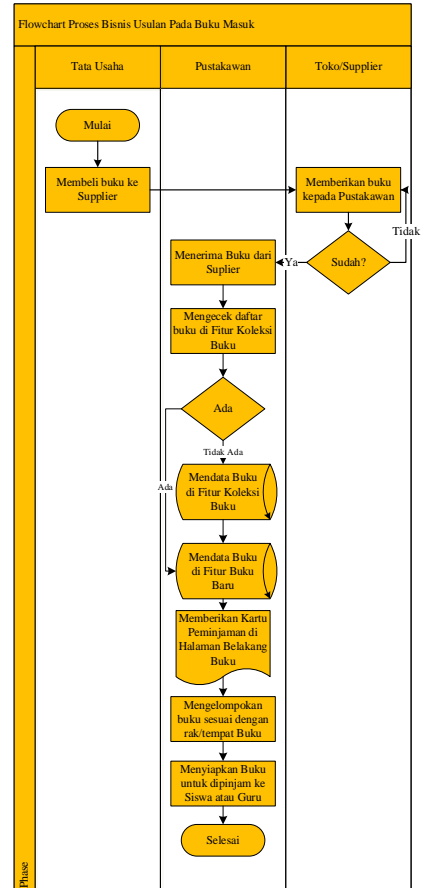 Flowchart Proses Bisnis Usulan Pada Buku Masuk
Tata Usaha
Pustakawan
Toko/Supplier
Mulai
Membeli buku ke
Supplier
Memberikan buku
kepada Pustakawan
Tidak
Sudah?
Ya
Menerima Buku dari
Suplier
Mengecek daftar
buku di Fitur Koleksi
Buku
Ada
Tidak Ada
Ada
Mendata Buku
di Fitur Koleksi
Buku
Mendata Buku
di Fitur Buku
Baru
Memberikan Kartu
Peminjaman di
Halaman Belakang
Buku
Mengelompokan
buku sesuai dengan
rak/tempat Buku
Menyiapkan Buku
untuk dipinjam ke
Siswa atau Guru
Selesai
Phase